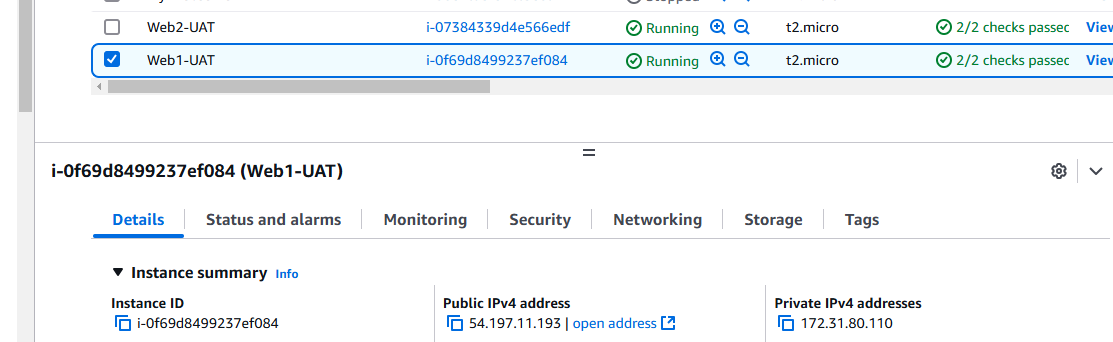 Web2-UAT i-07384339d4e566edf Running t2.micro 2/2 checks passed View
Web1-UAT i-0f69d8499237ef084 Running t2.micro 2/2 checks passed View
i-0f69d8499237ef084 (Web1-UAT)
Details Status and alarms Monitoring Security Networking Storage Tags
Instance summary Info
Instance ID Public IPv4 address Private IPv4 addresses
i-0f69d8499237ef084 54.197.11.193 | open address 172.31.80.110